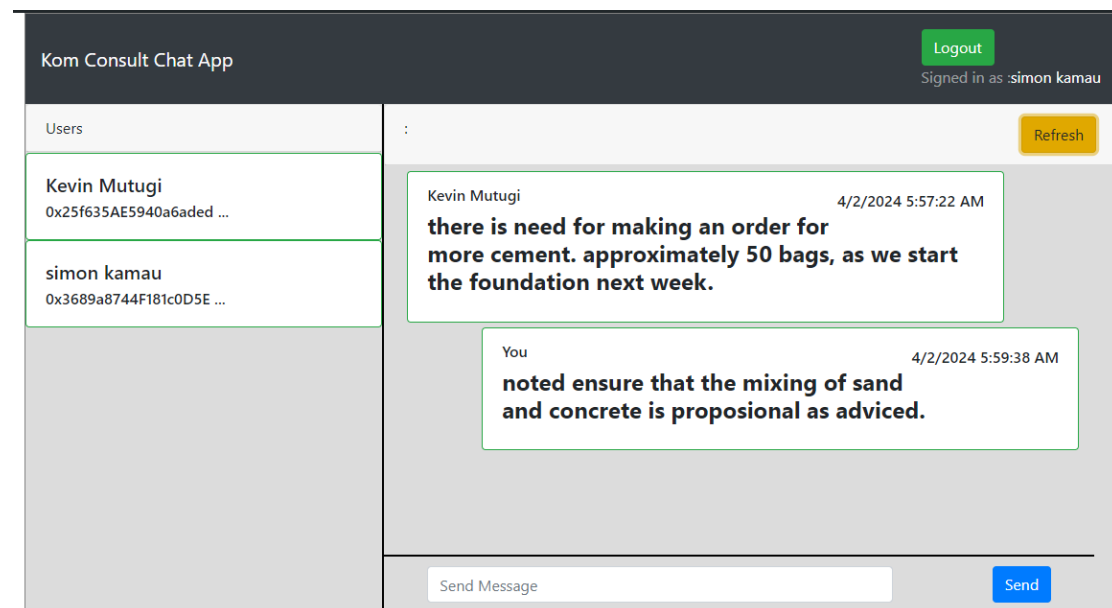 Kom Consult Chat App
Logout
Signed in as :simon kamau
Users
:
Refresh
Kevin Mutugi
0x25f635AE5940a6aded ...
simon kamau
0x3689a8744F181c0D5E ...
Kevin Mutugi
4/2/2024 5:57:22 AM
there is need for making an order for
more cement. approximately 50 bags, as we start
the foundation next week.
You
4/2/2024 5:59:38 AM
noted ensure that the mixing of sand
and concrete is proposional as adviced.
Send Message
Send